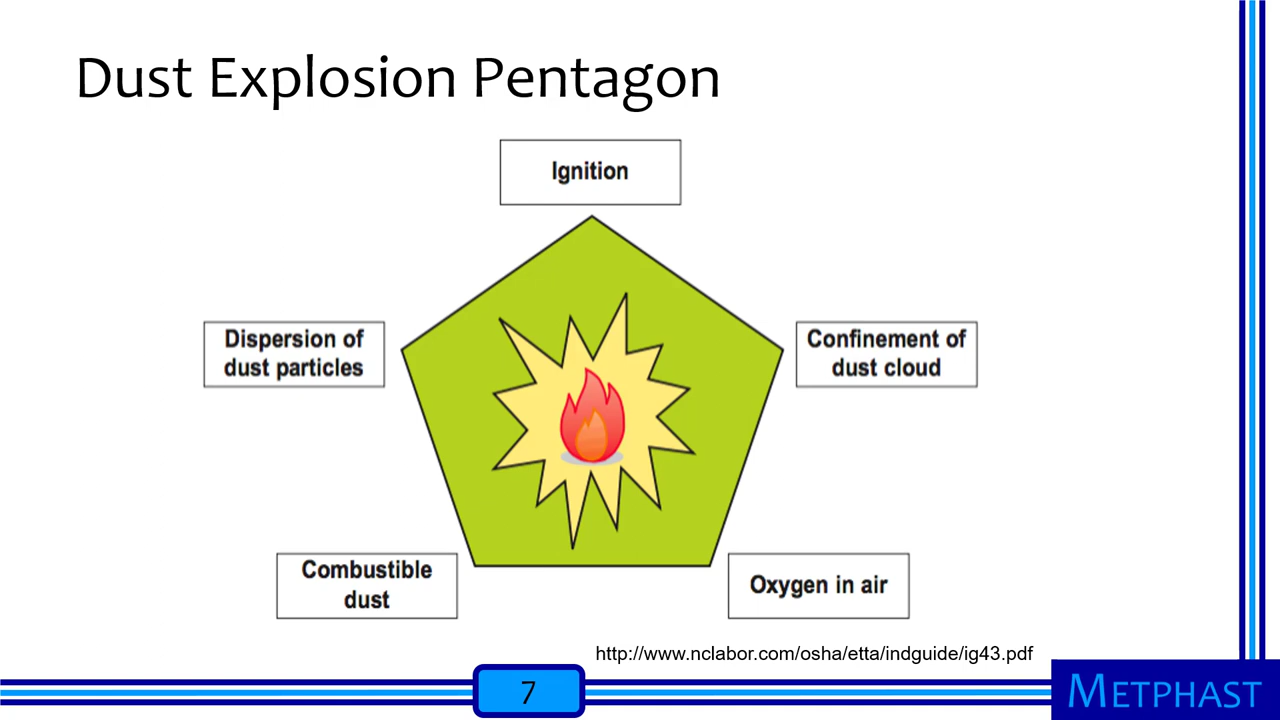 Dust Explosion Pentagon
Ignition
Dispersion of
dust particles
Confinement of
dust cloud
Combustible
dust
Oxygen in air
http://www.nclabor.com/osha/etta/indguide/ig43.pdf
7
METPHAST